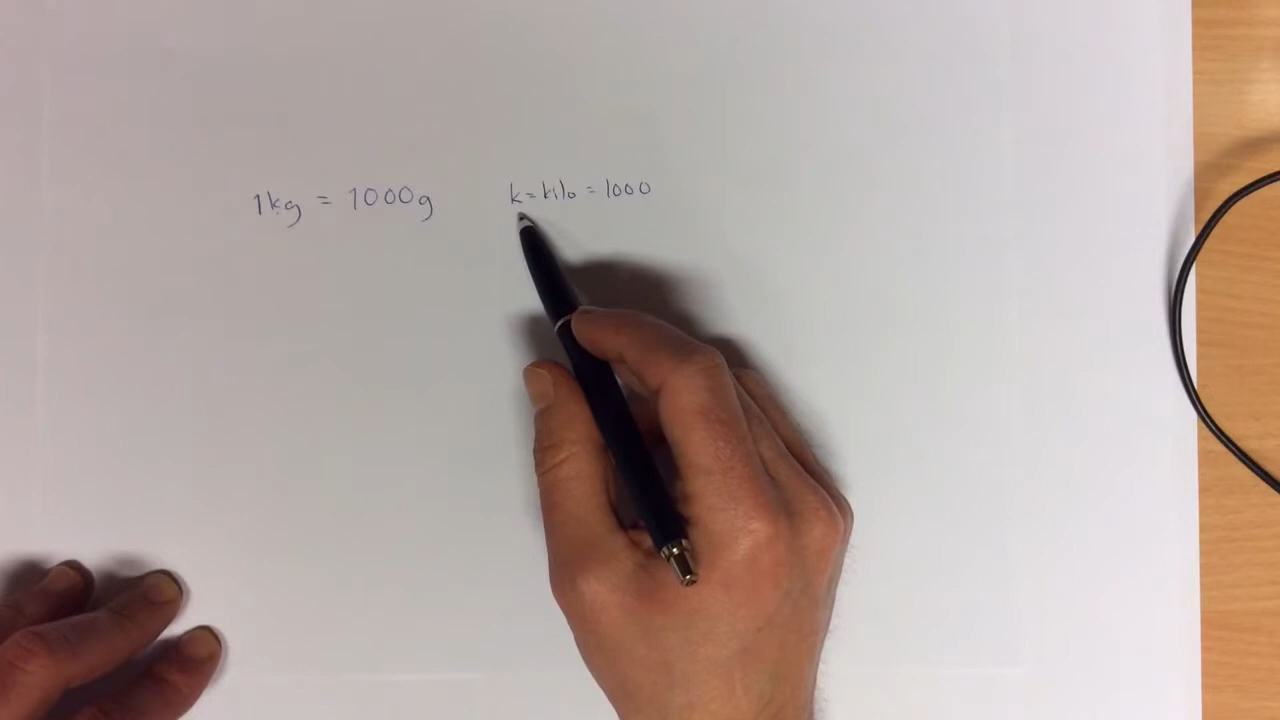 1kg = 1000g k = kilo = 1000